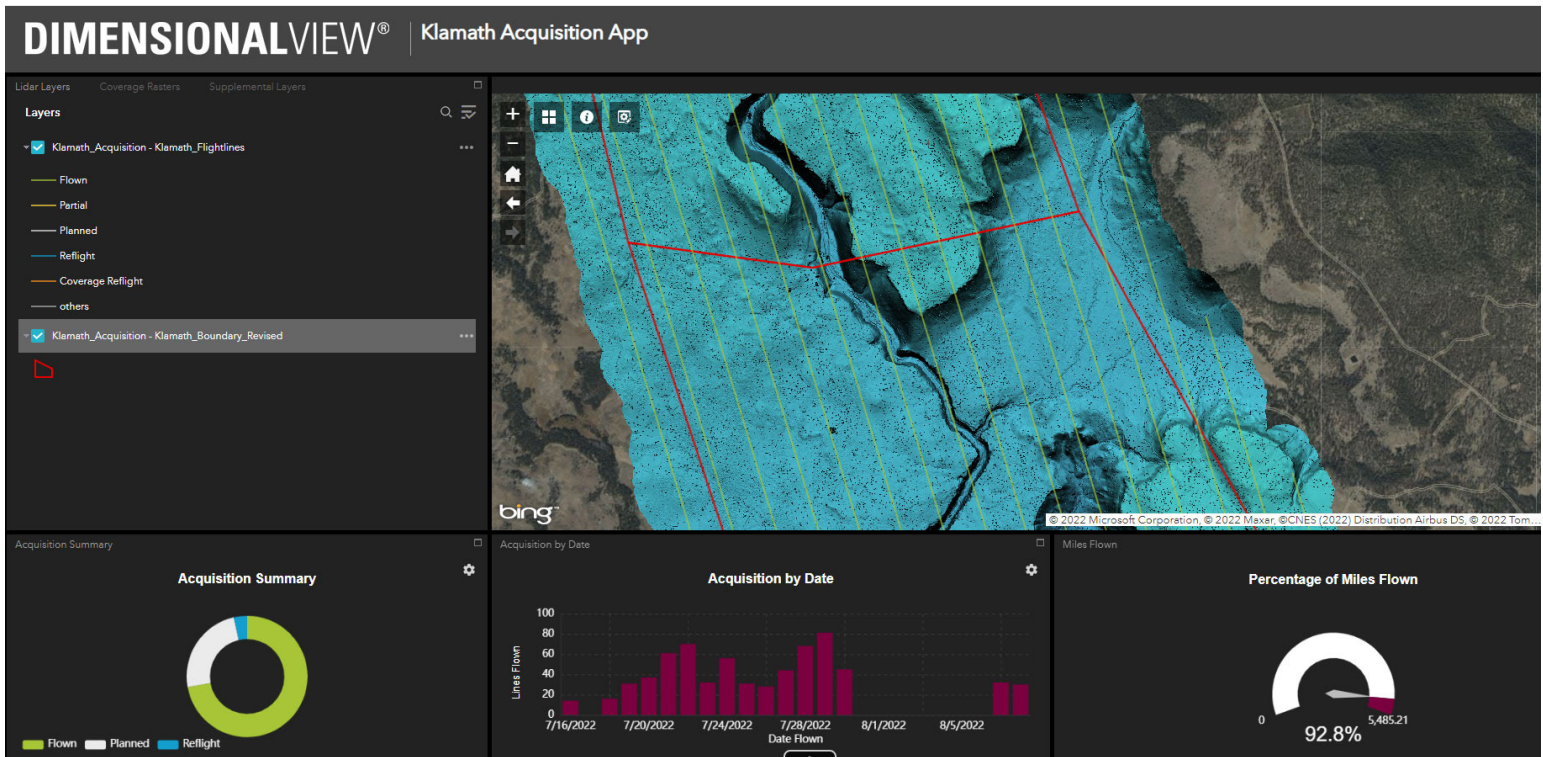 DIMENSIONALVIEW® Klamath Acquisition App
Lidar Layers Coverage Rasters Supplemental Layers
Layers
Klamath_Acquisition - Klamath_Flightlines
Flown
Partial
Planned
Reflight
Coverage Reflight
others
Klamath_Acquisition - Klamath_Boundary_Revised
bing
© 2022 Microsoft Corporation, © 2022 Maxar, ©CNES (2022) Distribution Airbus DS, © 2022 Tom...
Acquisition Summary
Acquisition Summary
Flown Planned Reflight
Acquisition by Date
Acquisition by Date
100
80
60
40
20
0
Lines Flown
7/16/2022 7/20/2022 7/24/2022 7/28/2022 8/1/2022 8/5/2022
Date Flown
Miles Flown
Percentage of Miles Flown
0 5,485.21
92.8%